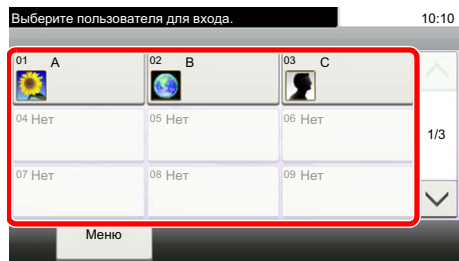 Выберите пользователя для входа. 10:10
01 A 02 B 03 C
04 Нет 05 Нет 06 Нет
1/3
07 Нет 08 Нет 09 Нет
Меню